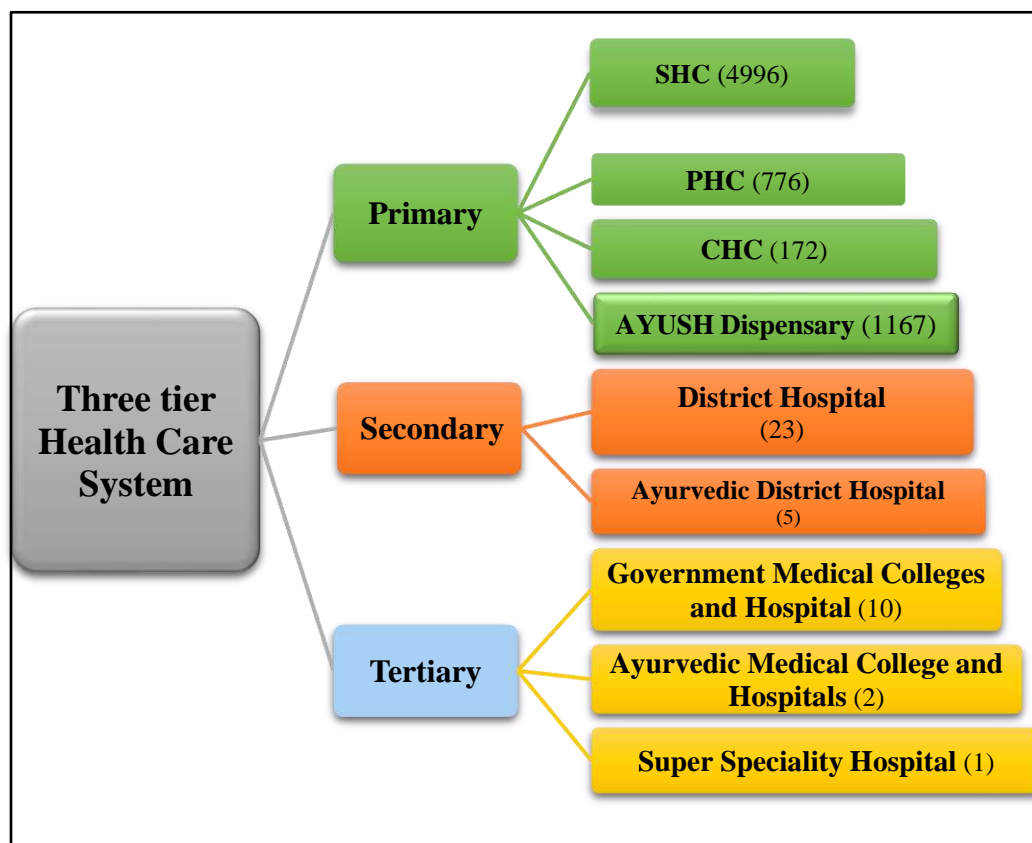 Three tier
Health Care
System
Primary
SHC (4996)
PHC (776)
CHC (172)
AYUSH Dispensary (1167)
Secondary
District Hospital
(23)
Ayurvedic District Hospital
(5)
Tertiary
Government Medical Colleges
and Hospital (10)
Ayurvedic Medical College and
Hospitals (2)
Super Speciality Hospital (1)